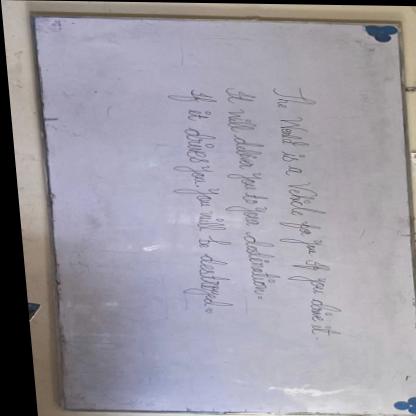 The World is a Vehicle for you If you drive it.
It will deliver you to your destination.
If it drives you you will be destroyed.